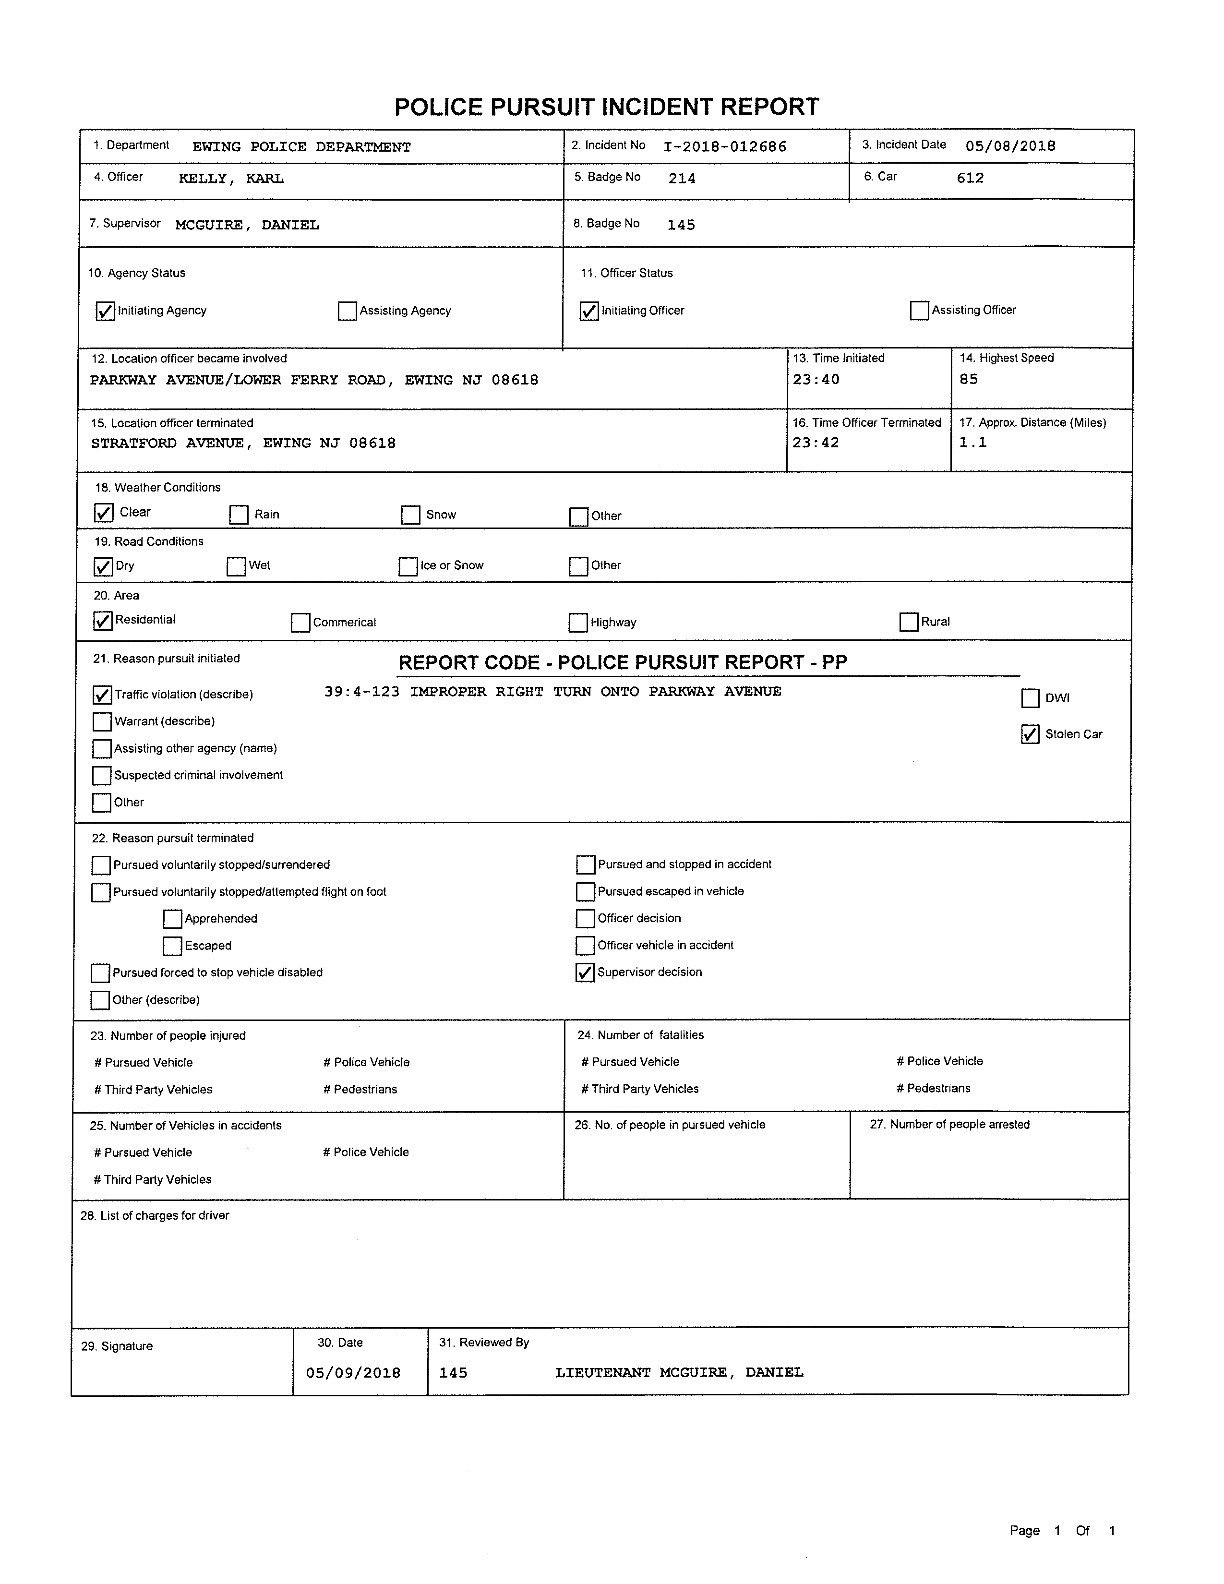 POLICE PURSUIT INCIDENT REPORT
1. Department EWING POLICE DEPARTMENT 2. Incident No I-2018-012686 3. Incident Date 05/08/2018
4. Officer KELLY, KARL 5. Badge No 214 6. Car 612
7. Supervisor MCGUIRE, DANIEL 8. Badge No 145
10. Agency Status 11. Officer Status
Initiating Agency Assisting Agency Initiating Officer Assisting Officer
12. Location officer became involved 13. Time Initiated 14. Highest Speed
PARKWAY AVENUE/LOWER FERRY ROAD, EWING NJ 08618 23:40 85
15. Location officer terminated 16. Time Officer Terminated 17. Approx. Distance (Miles)
STRATFORD AVENUE, EWING NJ 08618 23:42 1.1
18. Weather Conditions
Clear Rain Snow Other
19. Road Conditions
Dry Wet Ice or Snow Other
20. Area
Residential Commerical Highway Rural
21. Reason pursuit initiated REPORT CODE - POLICE PURSUIT REPORT - PP
Traffic violation (describe) 39:4-123 IMPROPER RIGHT TURN ONTO PARKWAY AVENUE DWI
Warrant (describe)
Stolen Car
Assisting other agency (name)
Suspected criminal involvement
Other
22. Reason pursuit terminated
Pursued voluntarily stopped/surrendered Pursued and stopped in accident
Pursued voluntarily stopped/attempted flight on foot Pursued escaped in vehicle
Apprehended Officer decision
Escaped Officer vehicle in accident
Pursued forced to stop vehicle disabled Supervisor decision
Other (describe)
23. Number of people injured 24. Number of fatalities
# Pursued Vehicle # Police Vehicle # Pursued Vehicle # Police Vehicle
# Third Party Vehicles # Pedestrians # Third Party Vehicles # Pedestrians
25. Number of Vehicles in accidents 26. No. of people in pursued vehicle 27. Number of people arrested
# Pursued Vehicle # Police Vehicle
# Third Party Vehicles
28. List of charges for driver
29. Signature 30. Date 31. Reviewed By
05/09/2018 145 LIEUTENANT MCGUIRE, DANIEL
Page 1 Of 1